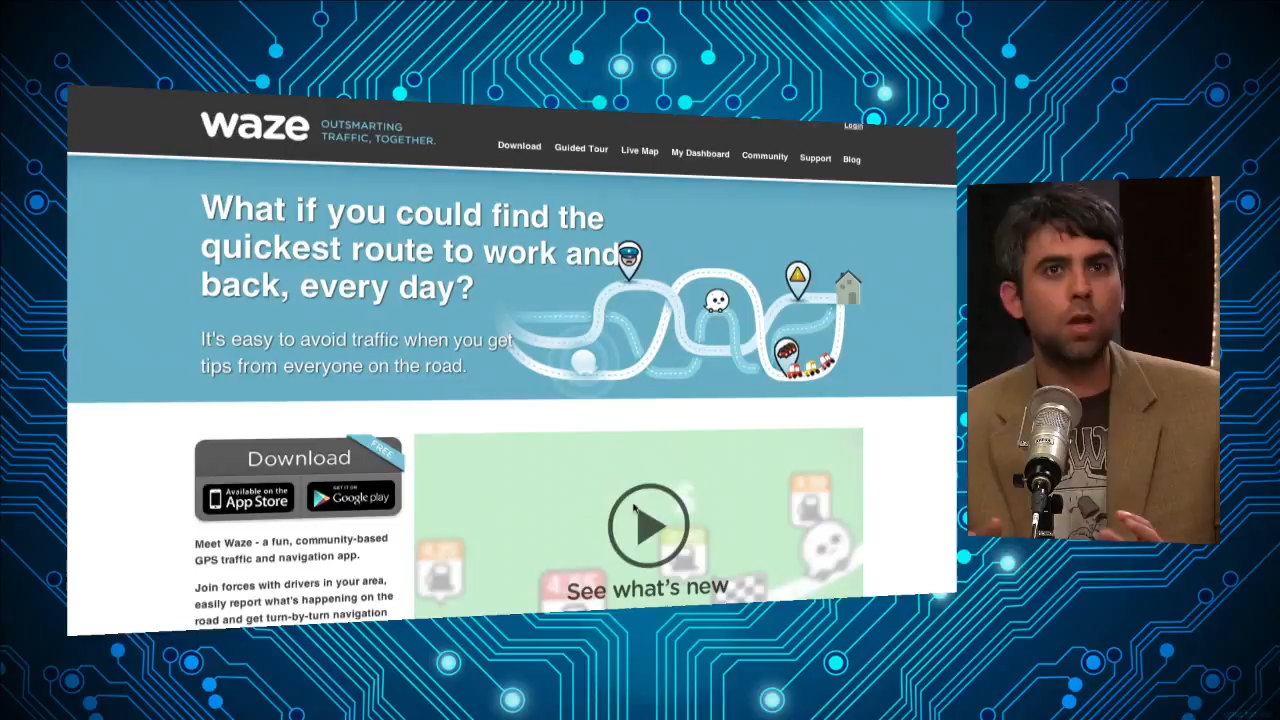 waze
OUTSMARTING
TRAFFIC, TOGETHER.
Login
Download
Guided Tour
Live Map
My Dashboard
Community
Support
Blog
What if you could find the
quickest route to work and
back, every day?
It's easy to avoid traffic when you get
tips from everyone on the road.
Download
FREE
Available on the
App Store
GET IT ON
Google play
Meet Waze - a fun, community-based
GPS traffic and navigation app.
Join forces with drivers in your area,
easily report what's happening on the
road and get turn-by-turn navigation
See what's new